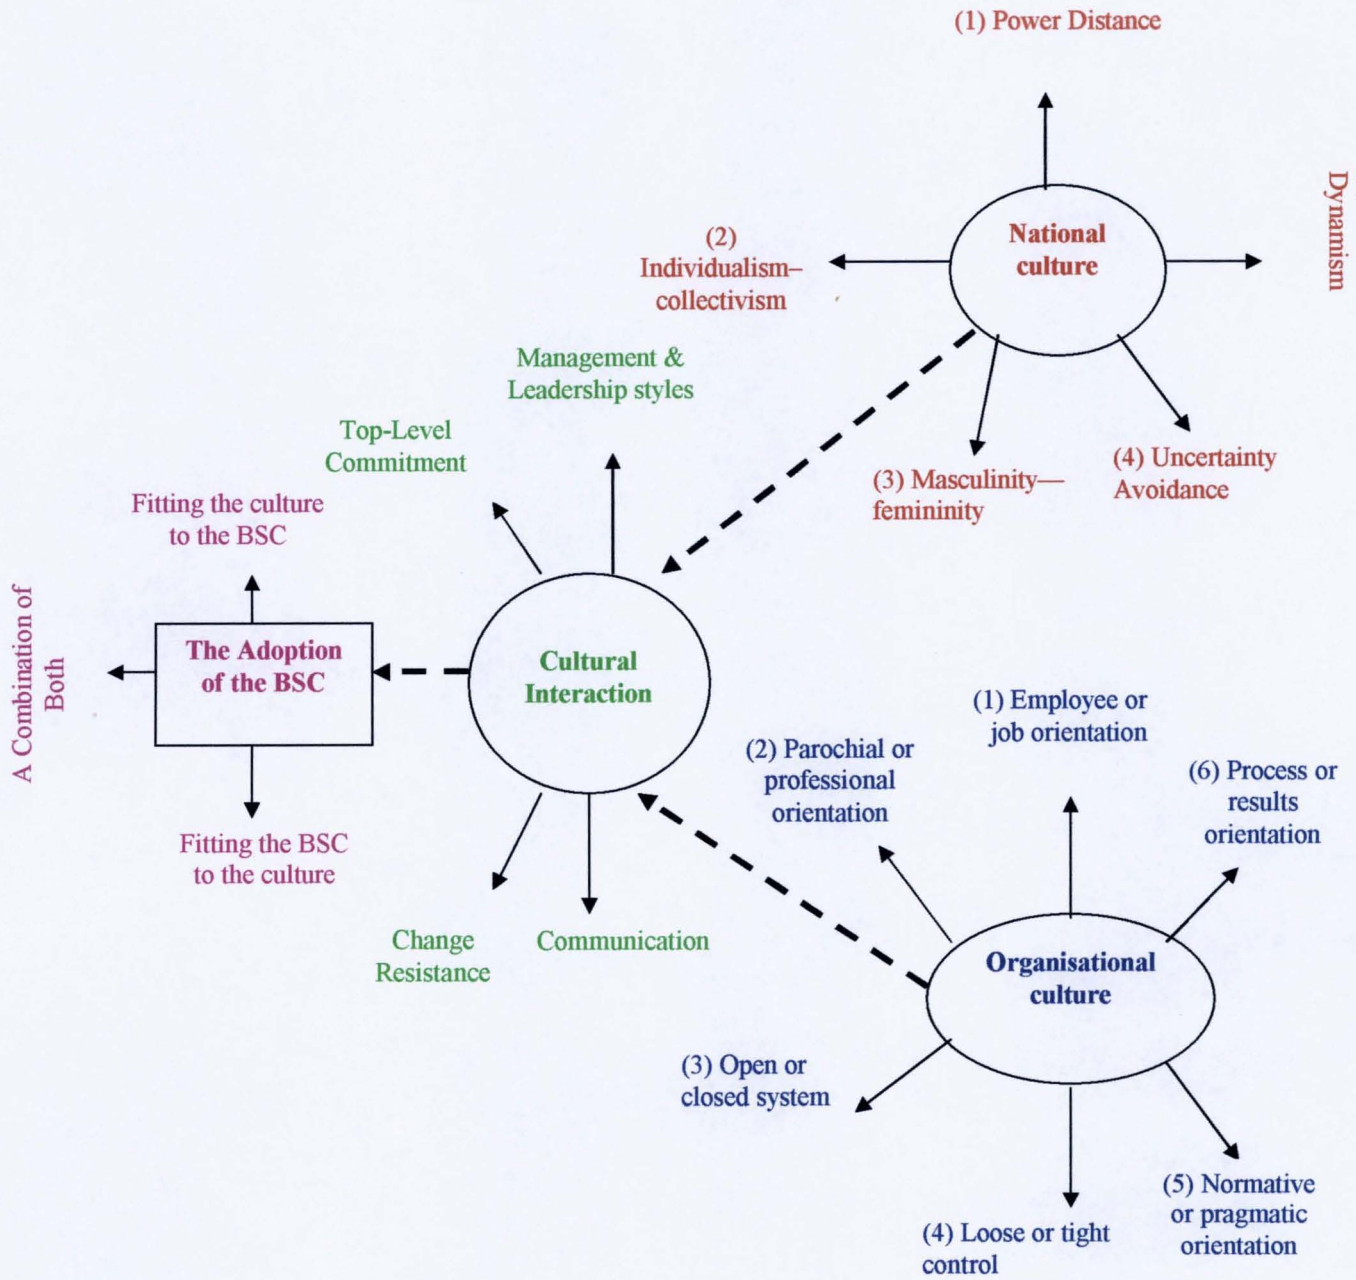 (1) Power Distance
National
culture
Dynamism
(2)
Individualism–
collectivism
(3) Masculinity—
femininity
(4) Uncertainty
Avoidance
Management &
Leadership styles
Top-Level
Commitment
Fitting the culture
to the BSC
A Combination of
Both
The Adoption
of the BSC
Fitting the BSC
to the culture
Cultural
Interaction
Change
Resistance
Communication
(1) Employee or
job orientation
(2) Parochial or
professional
orientation
(6) Process or
results
orientation
Organisational
culture
(3) Open or
closed system
(4) Loose or tight
control
(5) Normative
or pragmatic
orientation